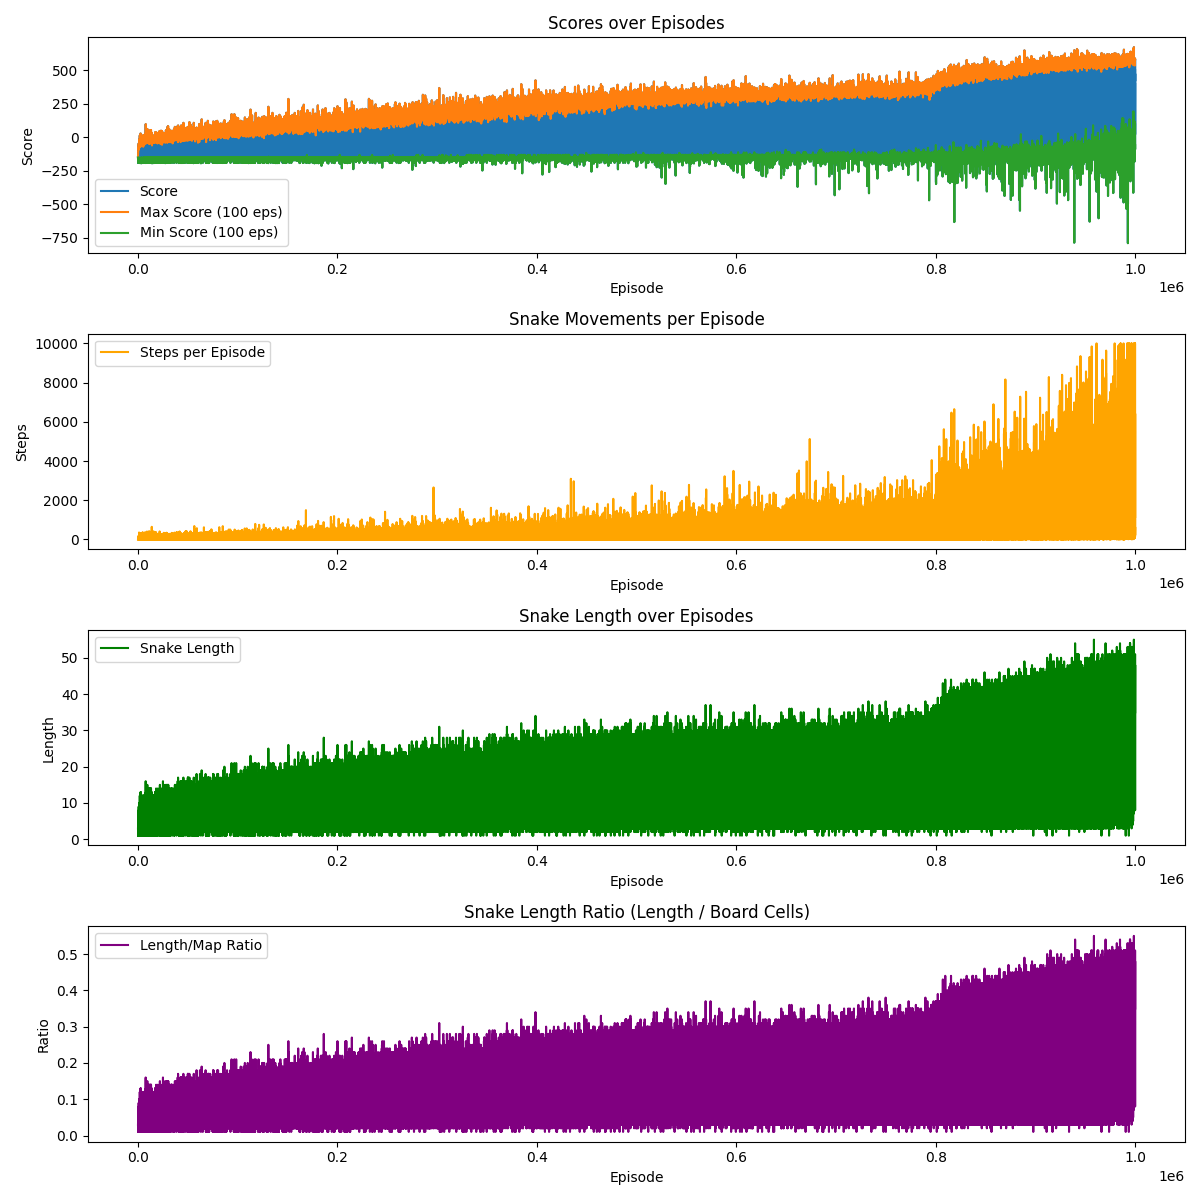 Scores over Episodes
Score
500
250
0
−250
−500
−750
Score
Max Score (100 eps)
Min Score (100 eps)
0.0 0.2 0.4 0.6 0.8 1.0
1e6
Episode
Snake Movements per Episode
Steps
10000
8000
6000
4000
2000
0
Steps per Episode
0.0 0.2 0.4 0.6 0.8 1.0
1e6
Episode
Snake Length over Episodes
Length
50
40
30
20
10
0
Snake Length
0.0 0.2 0.4 0.6 0.8 1.0
1e6
Episode
Snake Length Ratio (Length / Board Cells)
Ratio
0.5
0.4
0.3
0.2
0.1
0.0
Length/Map Ratio
0.0 0.2 0.4 0.6 0.8 1.0
1e6
Episode